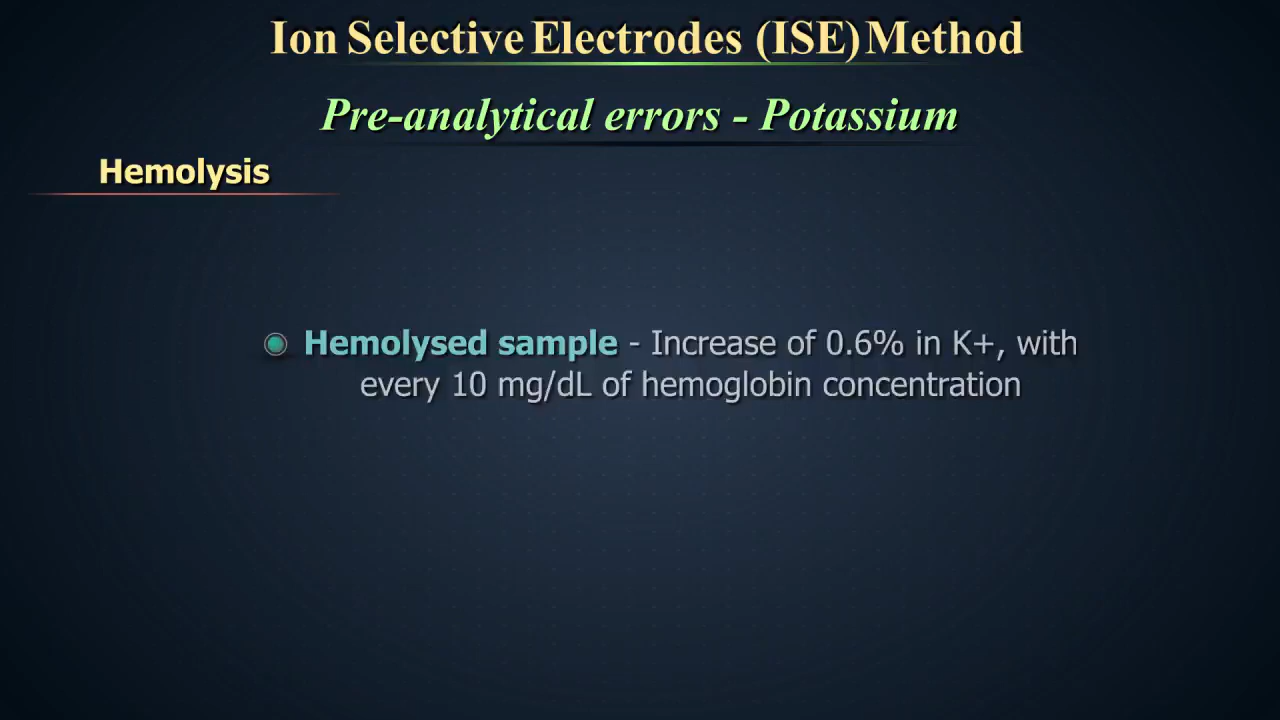 Ion Selective Electrodes (ISE) Method
Pre-analytical errors - Potassium
Hemolysis
Hemolysed sample - Increase of 0.6% in K+, with
every 10 mg/dL of hemoglobin concentration